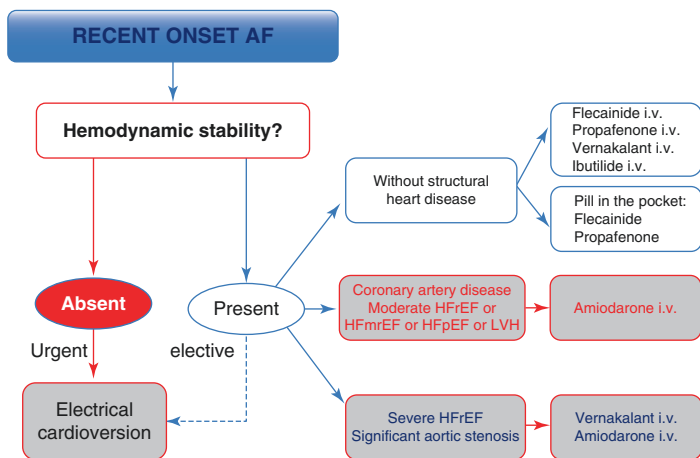 RECENT ONSET AF
Hemodynamic stability?
Absent
Present
Urgent
elective
Electrical
cardioversion
Without structural
heart disease
Flecainide i.v.
Propafenone i.v.
Vernakalant i.v.
Ibutilide i.v.
Pill in the pocket:
Flecainide
Propafenone
Coronary artery disease
Moderate HFrEF or
HFmrEF or HFpEF or LVH
Amiodarone i.v.
Severe HFrEF
Significant aortic stenosis
Vernakalant i.v.
Amiodarone i.v.